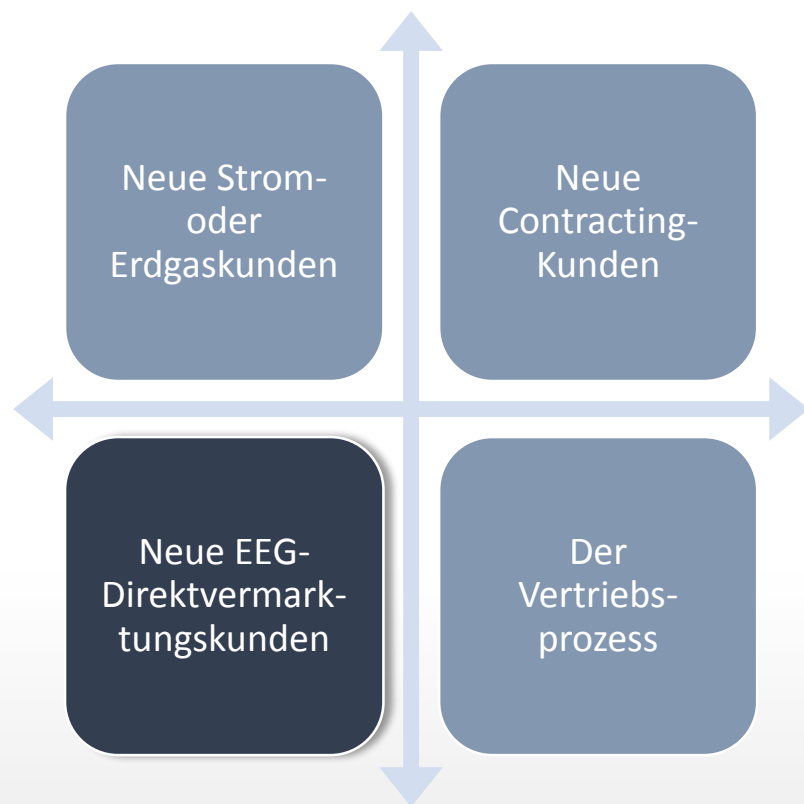 Neue Strom-
oder
Erdgaskunden
Neue
Contracting-
Kunden
Neue EEG-
Direktvermark-
tungskunden
Der
Vertriebs-
prozess